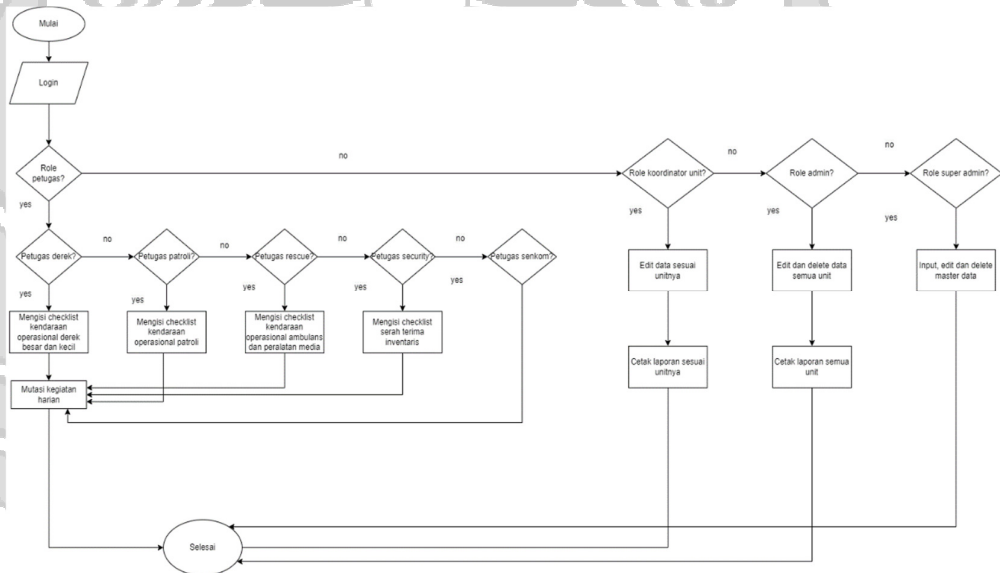 Mulai
Login
Role
petugas?
no
Role koordinator unit?
no
Role admin?
no
Role super admin?
yes
yes
yes
yes
Petugas derek?
no
Petugas patroli?
no
Petugas rescue?
no
Petugas security?
no
Petugas senkom?
yes
yes
yes
yes
yes
Mengisi checklist
kendaraan
operasional derek
besar dan kecil
Mengisi checklist
kendaraan
operasional patroli
Mengisi checklist
kendaraan
operasional ambulans
dan peralatan media
Mengisi checklist
serah terima
inventaris
Edit data sesuai
unitnya
Edit dan delete data
semua unit
Input, edit dan delete
master data
Mutasi kegiatan
harian
Cetak laporan sesuai
unitnya
Cetak laporan semua
unit
Selesai